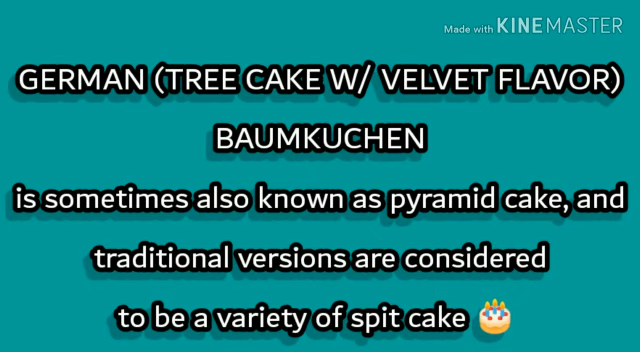 Made with KINEMASTER
GERMAN (TREE CAKE W/ VELVET FLAVOR)
BAUMKUCHEN
is sometimes also known as pyramid cake, and
traditional versions are considered
to be a variety of spit cake 🎂